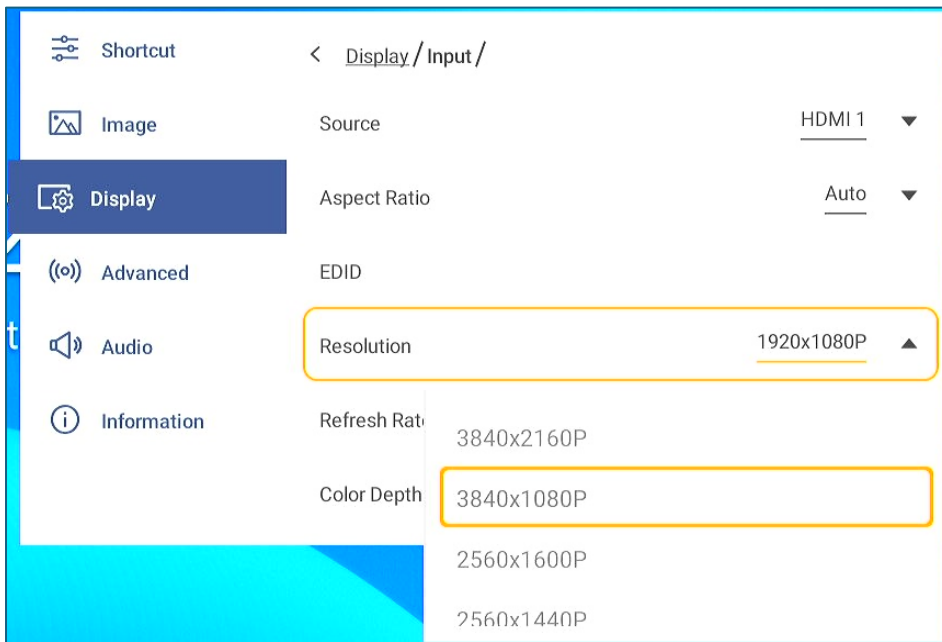 Shortcut
Image
Display
Advanced
Audio
Information
Display / Input /
Source HDMI 1
Aspect Ratio Auto
EDID
Resolution 1920x1080P
Refresh
Color Depth
3840x2160P
3840x1080P
2560x1600P
2560x1440P
t